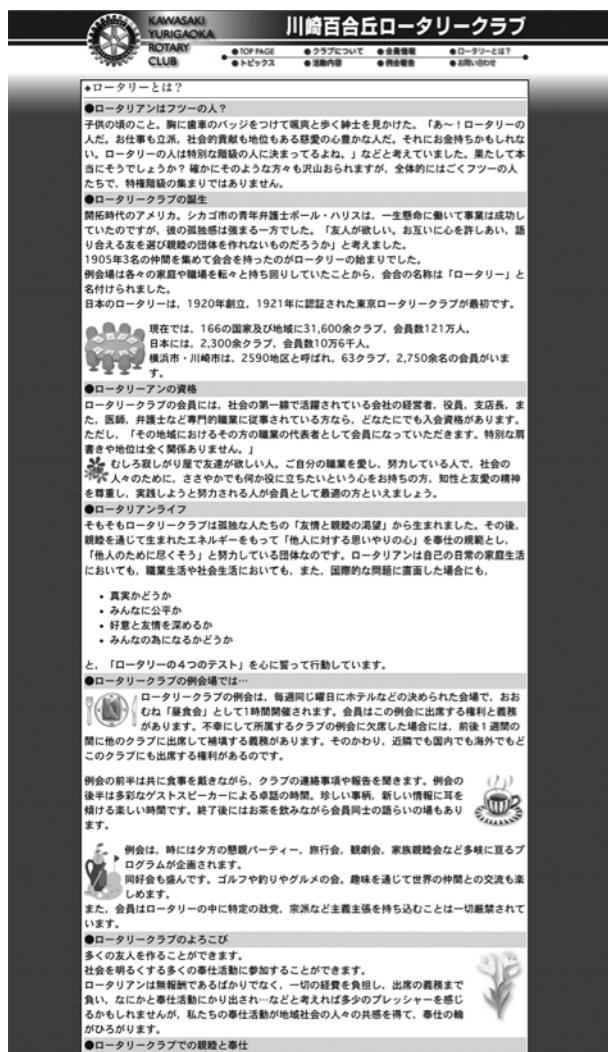 KAWASAKI
YURIGAOKA
ROTARY
CLUB
川崎百合丘ロータリークラブ
●TOP PAGE ●クラブについて ●会員情報 ●ロータリーとは?
●トピックス ●活動内容 ●例会報告 ●お問い合わせ
◆ロータリーとは?
●ロータリアンはフツーの人?
子供の頃のこと。胸に歯車のバッジをつけて颯爽と歩く紳士を見かけた。「あ〜!ロータリーの
人だ。お仕事も立派,社会的貢献も地位もある慈愛の心豊かな人だ。それにお金持ちかもしれな
い。ロータリーの人は特別な階級の人に決まってるよね。」などと考えていました。果たして本
当にそうでしょうか?確かにそのような方々も沢山おられますが,全体的にはごくフツーの人
たちで,特権階級の集まりではありません。
●ロータリークラブの誕生
開拓時代のアメリカ。シカゴ市の青年弁護士ポール・ハリスは,一生懸命に働いて事業は成功し
ていたのですが,彼の孤独感は強まる一方でした。「友人が欲しい。お互いに心を許しあい,語
り合える友を選び親睦の団体を作れないものだろうか」と考えました。
1905年3名の仲間を集めて会合を持ったのがロータリーの始まりでした。
例会場は各々の家庭や職場を転々と持ち回りしていたことから,会合の名称は「ロータリー」と
名付けられました。
日本のロータリーは,1920年創立,1921年に認証された東京ロータリークラブが最初です。
現在では,166の国家及び地域に31,600余クラブ,会員数121万人。
日本には,2,300余クラブ,会員数10万6千人。
横浜市・川崎市は,2590地区と呼ばれ,63クラブ,2,750余名の会員がいま
す。
●ロータリーアンの資格
ロータリークラブの会員には,社会の第一線で活躍されている会社の経営者,役員,支店長,ま
た,医師,弁護士など専門的職業に従事されている方なら,どなたにでも入会資格があります。
ただし,「その地域におけるその方の職業の代表者として会員になっていただきます。特別な肩
書きや地位は全く関係ありません。」
むしろ寂しがり屋で友達が欲しい人。ご自分の職業を愛し,努力している人で,社会の
人々のために,ささやかでも何か役に立ちたいという心をお持ちの方,知性と友愛の精神
を尊重し,実践しようと努力される人が会員として最適の方といえましょう。
●ロータリアンライフ
そもそもロータリークラブは孤独な人たちの「友情と親睦の渇望」から生まれました。その後,
親睦を通じて生まれたエネルギーをもって「他人に対する思いやりの心」を奉仕の規範とし,
「他人のために尽くそう」と努力している団体なのです。ロータリアンは自己の日常の家庭生活
においても,職業生活や社会生活においても,また,国際的な問題に直面した場合にも,
• 真実かどうか
• みんなに公平か
• 好意と友情を深めるか
• みんなの為になるかどうか
と,「ロータリーの4つのテスト」を心に誓って行動しています。
●ロータリークラブの例会場では…
ロータリークラブの例会は,毎週同じ曜日にホテルなどの決められた会場で,おお
むね「昼食会」として1時間開催されます。会員はこの例会に出席する権利と義務
があります。不幸にして所属するクラブの例会に欠席した場合には,前後1週間の
間に他のクラブに出席して補填する義務があります。そのかわり,近隣でも国内でも海外でもど
このクラブにも出席する権利があるのです。
例会の前半は共に食事を戴きながら,クラブの連絡事項や報告を聞きます。例会の
後半は多彩なゲストスピーカーによる卓話の時間。珍しい事柄,新しい情報に耳を
傾ける楽しい時間です。終了後にはお茶を飲みながら会員同士の語らいの場もあり
ます。
例会は,時には夕方の懇親パーティー,旅行会,観劇会,家族親睦会など多岐に亘るプ
ログラムが企画されます。
同好会も盛んです。ゴルフや釣りやグルメの会。趣味を通じて世界の仲間との交流も楽
しめます。
また,会員はロータリーの中に特定の政党,宗派など主義主張を持ち込むことは一切厳禁されて
います。
●ロータリークラブのよろこび
多くの友人を作ることができます。
社会を明るくする多くの奉仕活動に参加することができます。
ロータリアンは無報酬であるばかりでなく,一切の経費を負担し,出席の義務まで
負い,なにかと奉仕活動にかり出され…などと考えれば多少のプレッシャーを感じ
るかもしれませんが,私たちの奉仕活動が地域社会の人々の共感を得て,奉仕の輪
がひろがります。
●ロータリークラブでの親睦と奉仕